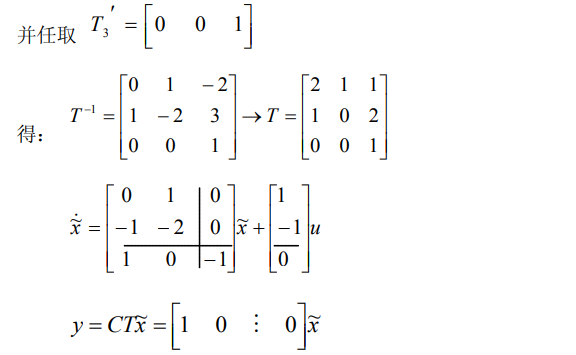 并任取 T₃′ = [0 0 1]
得： T⁻¹ = [0 1 −2; 1 −2 3; 0 0 1] → T = [2 1 1; 1 0 2; 0 0 1]
x̃̇ = [0 1 | 0; −1 −2 | 0; 1 0 | −1] x̃ + [1; −1; 0] u
y = CTx̃ = [1 0 ⋮ 0] x̃